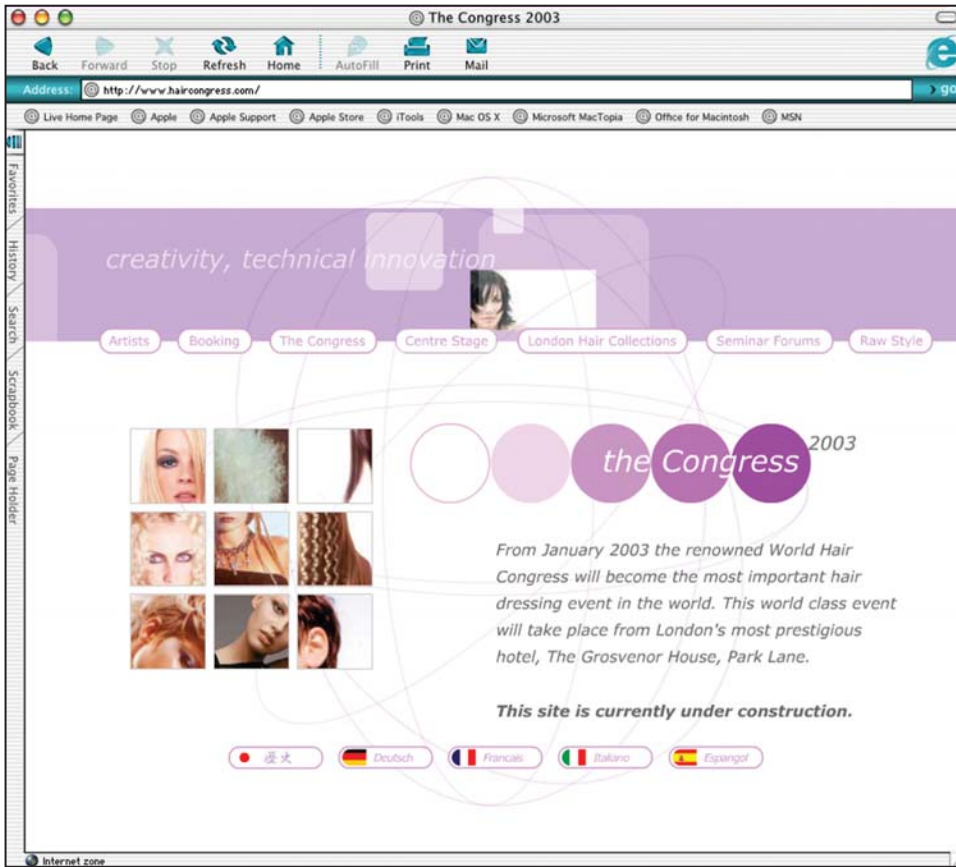 The Congress 2003
Back Forward Stop Refresh Home AutoFill Print Mail
Address: http://www.haircongress.com/ go
Live Home Page Apple Apple Support Apple Store iTools Mac OS X Microsoft MacTopia Office for Macintosh MSN
Favorites
History
Search
Scrapbook
Page Holder
creativity, technical innovation
Artists Booking The Congress Centre Stage London Hair Collections Seminar Forums Raw Style
the Congress 2003
From January 2003 the renowned World Hair
Congress will become the most important hair
dressing event in the world. This world class event
will take place from London's most prestigious
hotel, The Grosvenor House, Park Lane.
This site is currently under construction.
歴史 Deutsch Francais Italiano Espangol
Internet zone